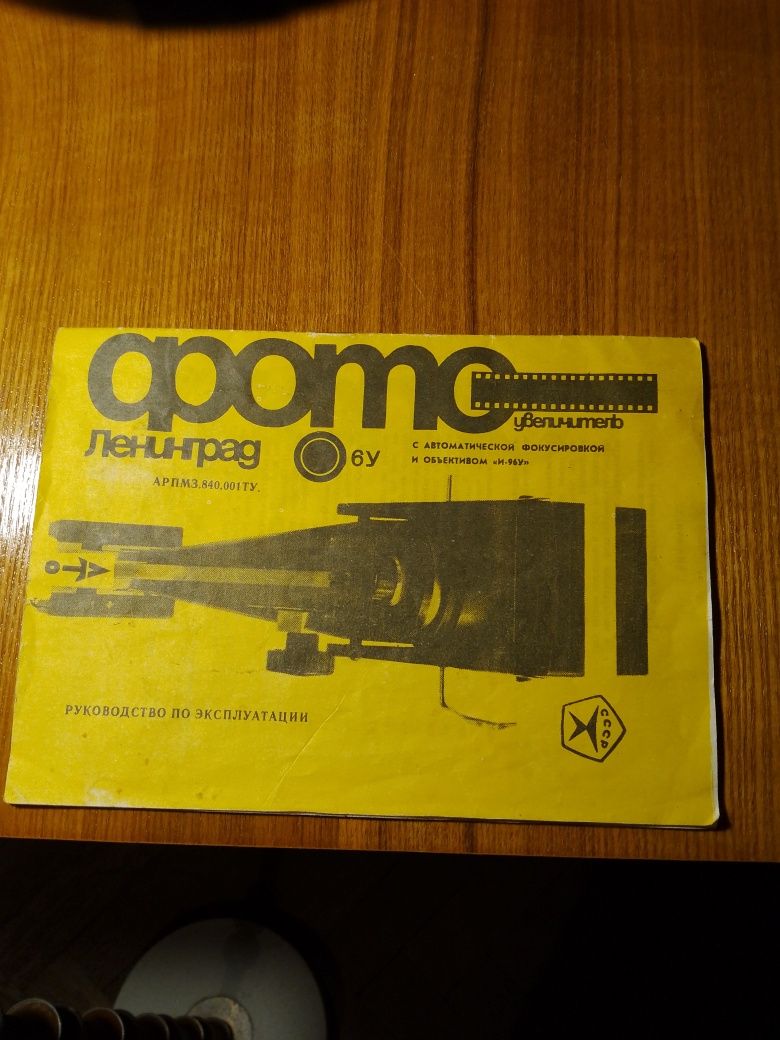 фото
увеличитель
Ленинград 6У
С АВТОМАТИЧЕСКОЙ ФОКУСИРОВКОЙ
И ОБЪЕКТИВОМ «И-96У»
АРПМЗ.840.001ТУ.
РУКОВОДСТВО ПО ЭКСПЛУАТАЦИИ
СССР